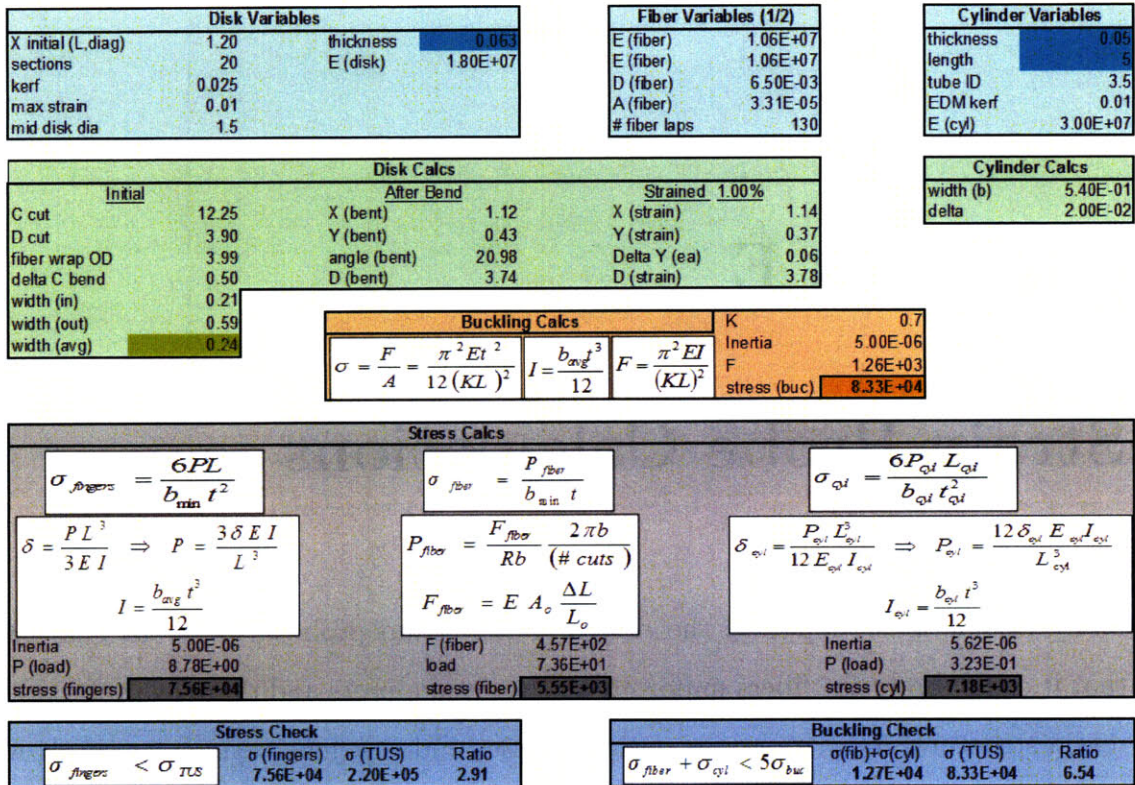 Disk Variables
X initial (L,diag) 1.20 thickness 0.063
sections 20 E (disk) 1.80E+07
kerf 0.025
max strain 0.01
mid disk dia 1.5
Fiber Variables (1/2)
E (fiber) 1.06E+07
E (fiber) 1.06E+07
D (fiber) 6.50E-03
A (fiber) 3.31E-05
# fiber laps 130
Cylinder Variables
thickness 0.05
length 5
tube ID 3.5
EDM kerf 0.01
E (cyl) 3.00E+07
Disk Calcs
Initial After Bend Strained 1.00%
C cut 12.25 X (bent) 1.12 X (strain) 1.14
D cut 3.90 Y (bent) 0.43 Y (strain) 0.37
fiber wrap OD 3.99 angle (bent) 20.98 Delta Y (ea) 0.06
delta C bend 0.50 D (bent) 3.74 D (strain) 3.78
width (in) 0.21
width (out) 0.59
width (avg) 0.24
Cylinder Calcs
width (b) 5.40E-01
delta 2.00E-02
Buckling Calcs
σ = F/A = π² E t² / 12 (KL)² I = b_avg t³ / 12 F = π² EI / (KL)²
K 0.7
Inertia 5.00E-06
F 1.26E+03
stress (buc) 8.33E+04
Stress Calcs
σ_fingers = 6PL / b_min t²
δ = P L³ / 3 E I ⇒ P = 3 δ E I / L³
I = b_avg t³ / 12
Inertia 5.00E-06
P (load) 8.78E+00
stress (fingers) 7.56E+04
σ_fiber = P_fiber / b_min t
P_fiber = F_fiber / Rb 2πb / (# cuts)
F_fiber = E A_o ΔL / L_o
F (fiber) 4.57E+02
load 7.36E+01
stress (fiber) 5.55E+03
σ_cyl = 6P_cyl L_cyl / b_cyl t²_cyl
δ_cyl = P_cyl L³_cyl / 12 E_cyl I_cyl ⇒ P_cyl = 12 δ_cyl E_cyl I_cyl / L³_cyl
I_cyl = b_cyl t³ / 12
Inertia 5.62E-06
P (load) 3.23E-01
stress (cyl) 7.18E+03
Stress Check
σ_fingers < σ_TUS
σ (fingers) σ (TUS) Ratio
7.56E+04 2.20E+05 2.91
Buckling Check
σ_fiber + σ_cyl < 5σ_buc
σ(fib)+σ(cyl) σ (TUS) Ratio
1.27E+04 8.33E+04 6.54